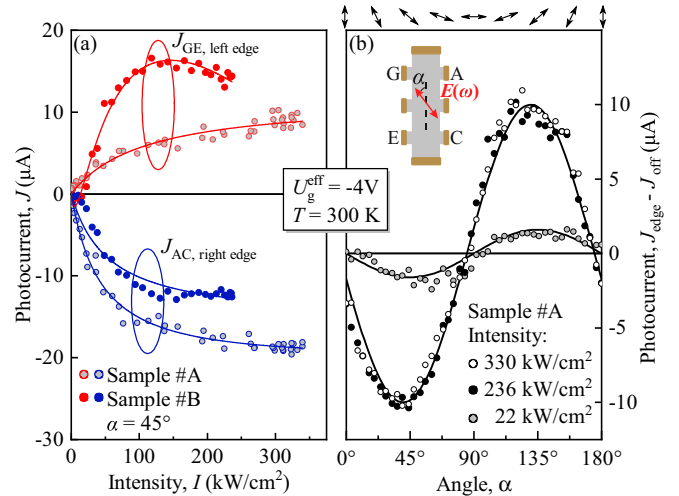 (a)
J_GE, left edge
J_AC, right edge
Sample #A
Sample #B
α = 45°
20
10
0
-10
-20
-30
Photocurrent, J (μA)
0 100 200 300
Intensity, I (kW/cm²)
U_g^eff = -4V
T = 300 K
(b)
G A
α
E(ω)
E C
Sample #A
Intensity:
330 kW/cm²
236 kW/cm²
22 kW/cm²
10
5
0
-5
-10
Photocurrent, J_edge - J_off (μA)
0° 45° 90° 135° 180°
Angle, α